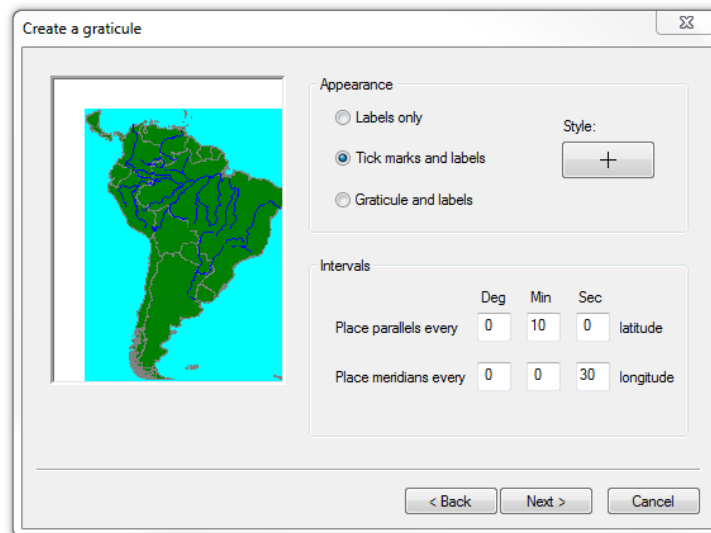 Create a graticule
Appearance
Labels only
Style:
Tick marks and labels
Graticule and labels
Intervals
Deg Min Sec
Place parallels every 0 10 0 latitude
Place meridians every 0 0 30 longitude
< Back Next > Cancel